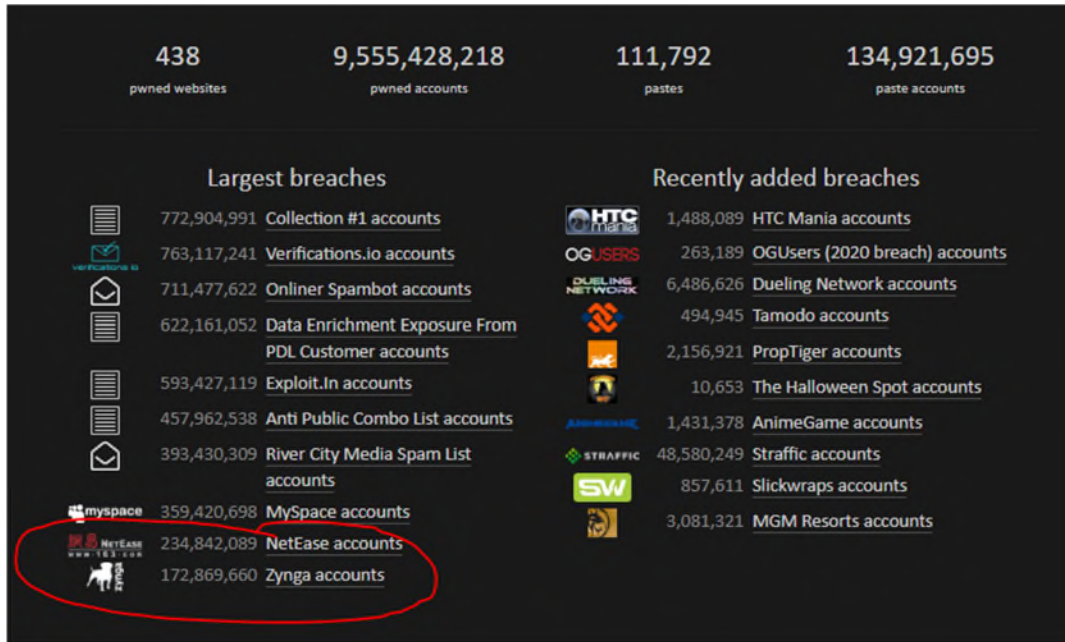 438
pwned websites
9,555,428,218
pwned accounts
111,792
pastes
134,921,695
paste accounts
Largest breaches
772,904,991 Collection #1 accounts
verifications.io
763,117,241 Verifications.io accounts
711,477,622 Onliner Spambot accounts
622,161,052 Data Enrichment Exposure From
PDL Customer accounts
593,427,119 Exploit.In accounts
457,962,538 Anti Public Combo List accounts
393,430,309 River City Media Spam List
accounts
myspace 359,420,698 MySpace accounts
NETEASE
www.163.com
234,842,089 NetEase accounts
zynga
172,869,660 Zynga accounts
Recently added breaches
HTC
mania
1,488,089 HTC Mania accounts
OGUSERS 263,189 OGUsers (2020 breach) accounts
DUELING
NETWORK
6,486,626 Dueling Network accounts
494,945 Tamodo accounts
2,156,921 PropTiger accounts
10,653 The Halloween Spot accounts
1,431,378 AnimeGame accounts
STRAFFIC 48,580,249 Straffic accounts
SW 857,611 Slickwraps accounts
3,081,321 MGM Resorts accounts